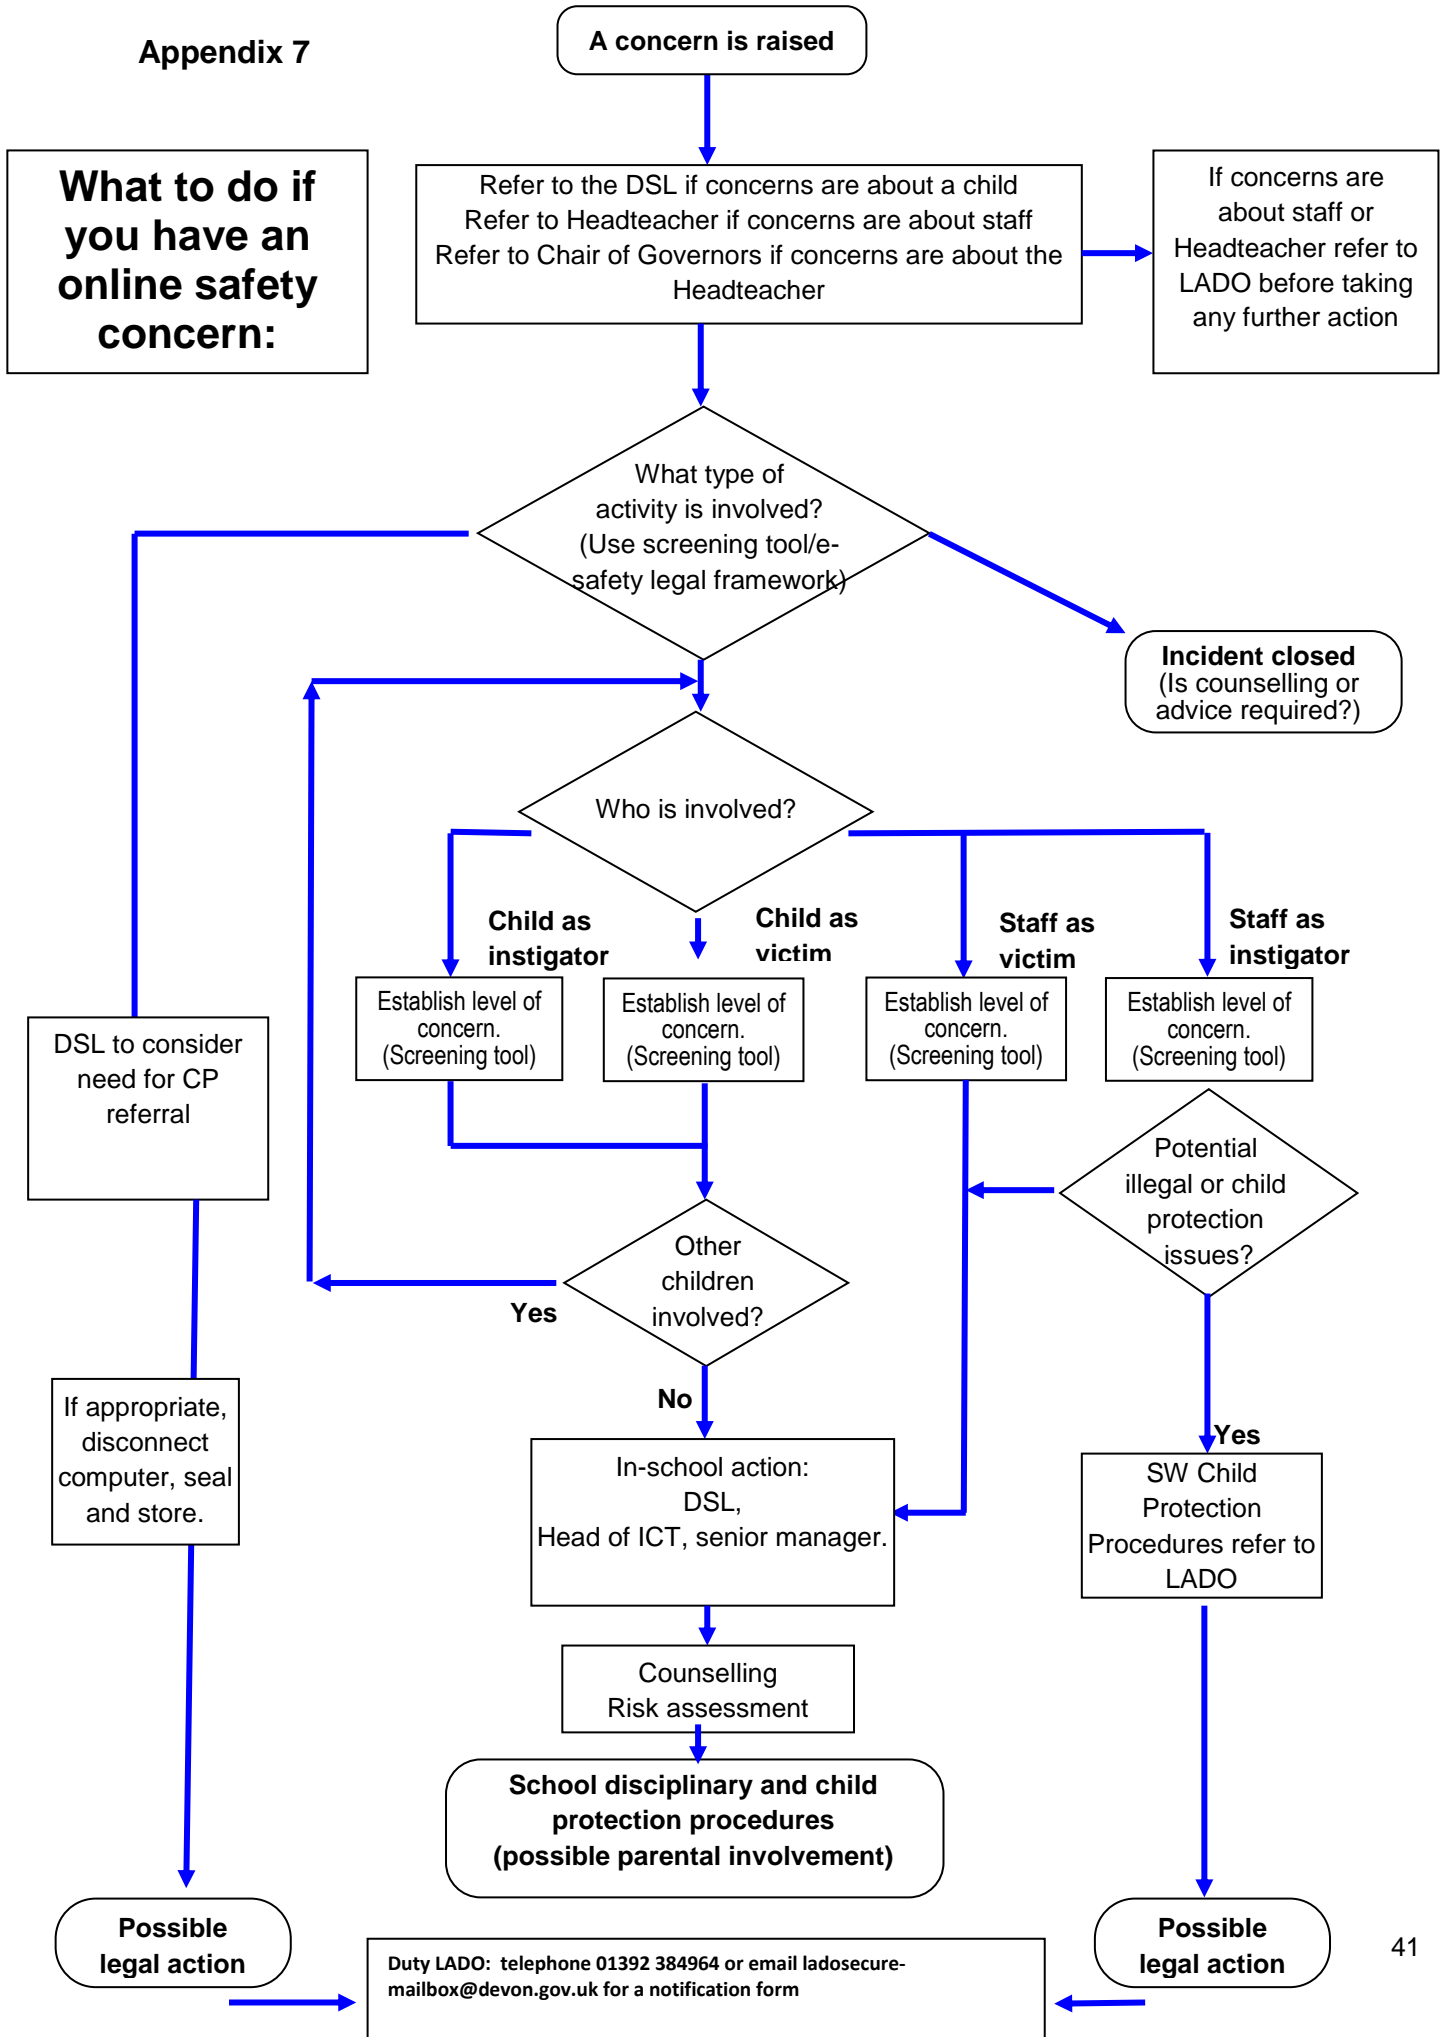 Appendix 7
A concern is raised
What to do if
you have an
online safety
concern:
Refer to the DSL if concerns are about a child
Refer to Headteacher if concerns are about staff
Refer to Chair of Governors if concerns are about the
Headteacher
If concerns are
about staff or
Headteacher refer to
LADO before taking
any further action
What type of
activity is involved?
(Use screening tool/e-
safety legal framework)
Incident closed
(Is counselling or
advice required?)
Who is involved?
Child as
instigator
Child as
victim
Staff as
victim
Staff as
instigator
Establish level of
concern.
(Screening tool)
Establish level of
concern.
(Screening tool)
Establish level of
concern.
(Screening tool)
Establish level of
concern.
(Screening tool)
DSL to consider
need for CP
referral
Potential
illegal or child
protection
issues?
Other
children
involved?
Yes
No
If appropriate,
disconnect
computer, seal
and store.
In-school action:
DSL,
Head of ICT, senior manager.
Yes
SW Child
Protection
Procedures refer to
LADO
Counselling
Risk assessment
School disciplinary and child
protection procedures
(possible parental involvement)
Possible
legal action
Possible
legal action
Duty LADO: telephone 01392 384964 or email ladosecure-
mailbox@devon.gov.uk for a notification form
41